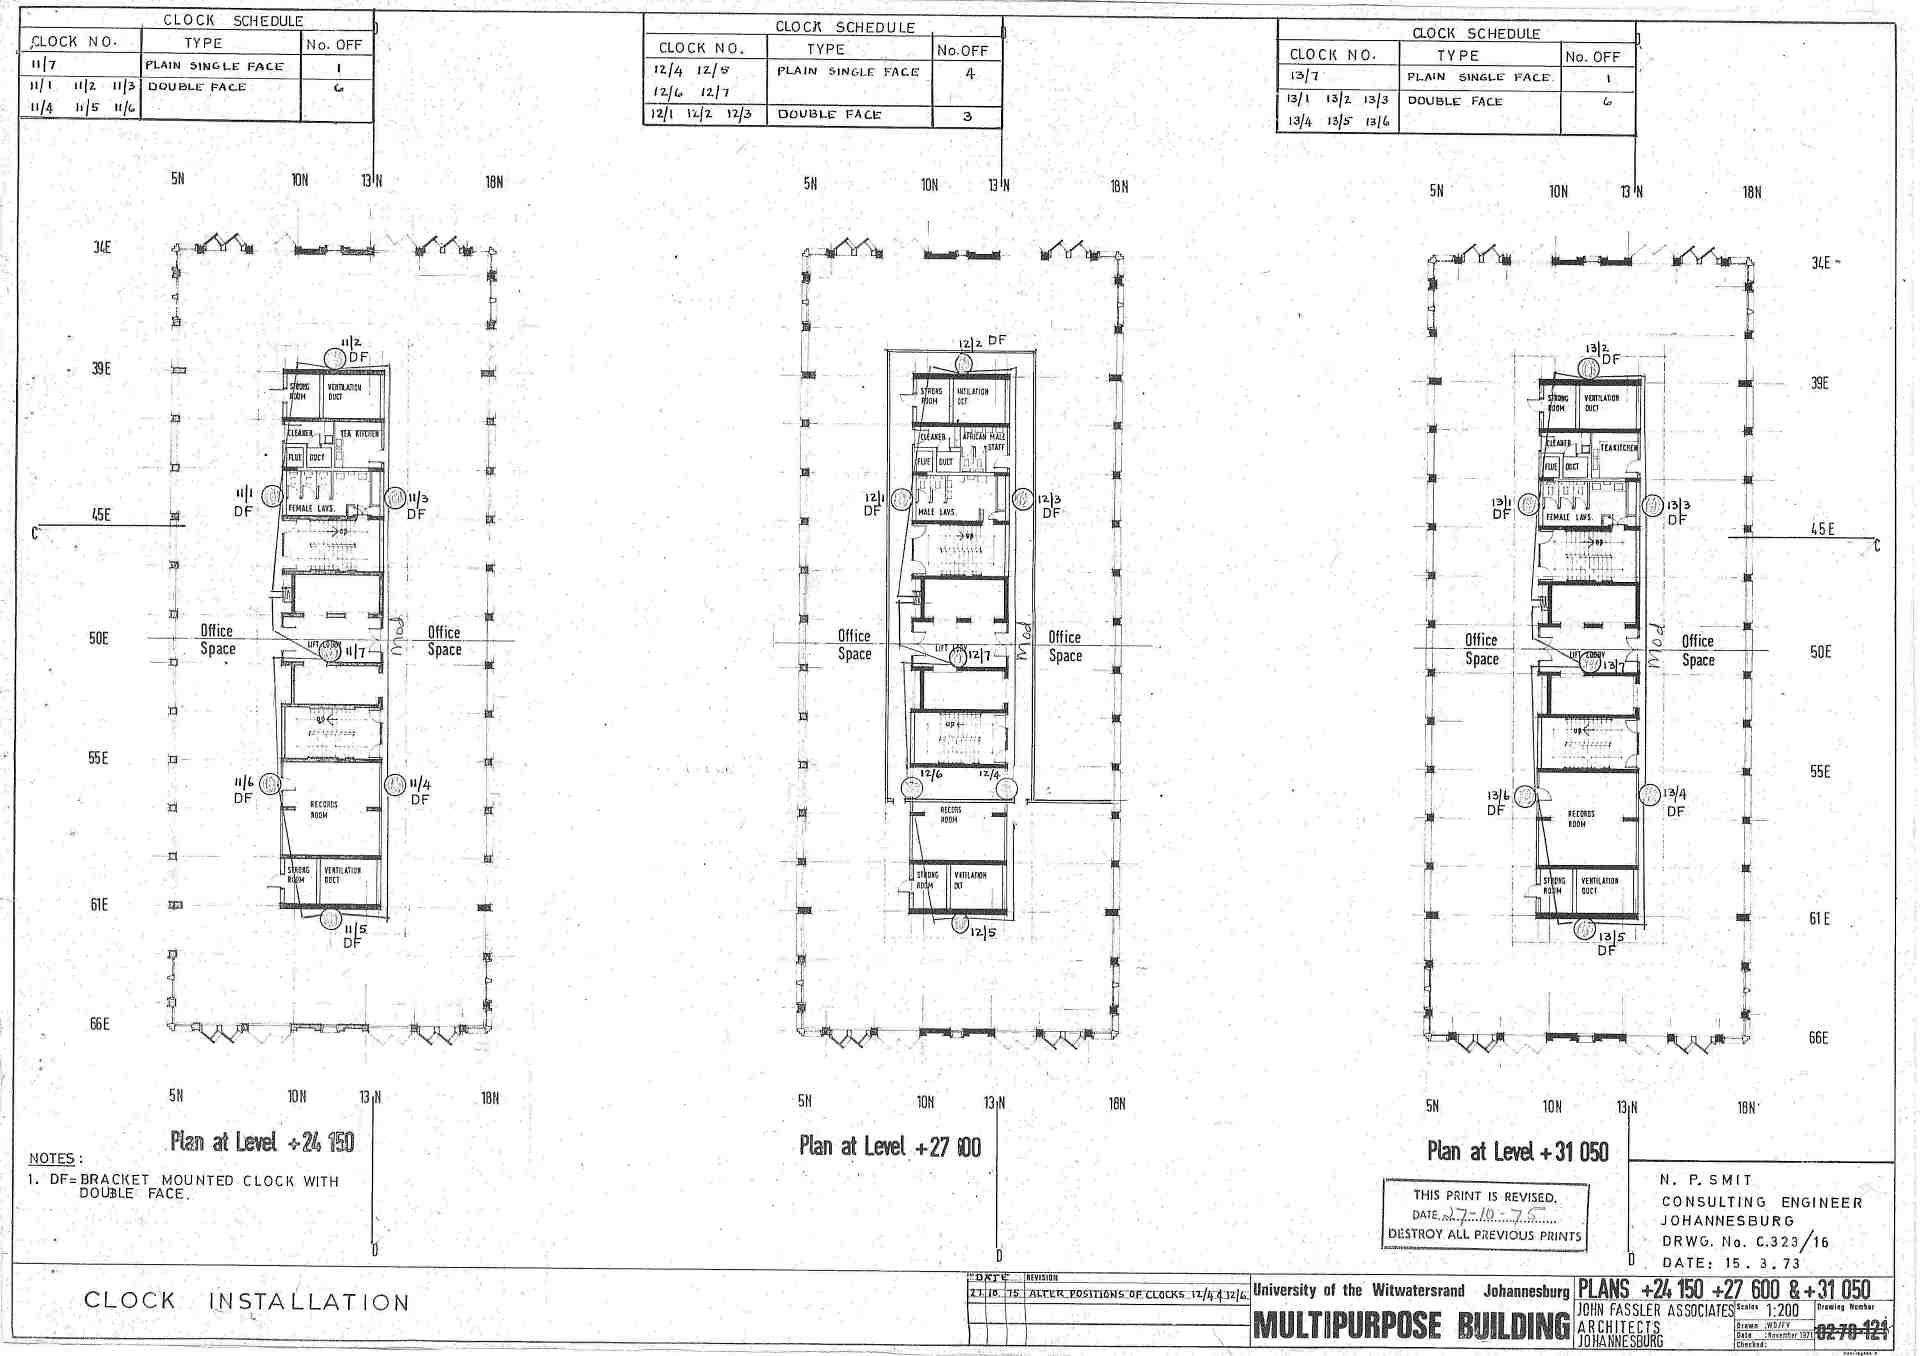 CLOCK SCHEDULE
CLOCK NO. TYPE No. OFF
11/7 PLAIN SINGLE FACE 1
11/1 11/2 11/3 DOUBLE FACE 6
11/4 11/5 11/6
CLOCK SCHEDULE
CLOCK NO. TYPE No. OFF
12/4 12/5 PLAIN SINGLE FACE 4
12/6 12/7
12/1 12/2 12/3 DOUBLE FACE 3
CLOCK SCHEDULE
CLOCK NO. TYPE No. OFF
13/7 PLAIN SINGLE FACE. 1
13/1 13/2 13/3 DOUBLE FACE 6
13/4 13/5 13/6
D
5N 10N 13N 18N
34E
39E
45E
C
50E
55E
61E
66E
11/2
DF
STRONG ROOM
VENTILATION DUCT
CLEANER
TEA KITCHEN
FLUE DUCT
11/1
DF
11/3
DF
FEMALE LAVS.
up
Office Space
LIFT LOBBY
11/7
Mod
Office Space
up
11/6
DF
11/4
DF
RECORDS ROOM
STRONG ROOM
VENTILATION DUCT
11/5
DF
5N 10N 13N 18N
Plan at Level +24 150
D
5N 10N 13N 18N
12/2 DF
STRONG ROOM
CLEANER
AFRICAN MALE STAFF
FLUE DUCT
12/1
DF
12/3
DF
MALE LAVS.
up
Office Space
12/7
Mod
Office Space
up
12/6 12/4
RECORDS ROOM
STRONG ROOM
VENTILATION
12/5
5N 10N 13N 18N
Plan at Level +27 600
D
5N 10N 13N 18N
34E
39E
45E
C
50E
55E
61E
66E
13/2
DF
STRONG ROOM
VENTILATION DUCT
CLEANER
TEAKITCHEN
FLUE DUCT
13/1
DF
13/3
DF
FEMALE LAVS.
up
Office Space
LIFT LOBBY
13/7
Mod
Office Space
up
13/6
DF
13/4
DF
RECORDS ROOM
STRONG ROOM
VENTILATION DUCT
13/5
DF
5N 10N 13N 18N
Plan at Level +31 050
D
NOTES:
1. DF= BRACKET MOUNTED CLOCK WITH
DOUBLE FACE.
THIS PRINT IS REVISED.
DATE 27-10-75
DESTROY ALL PREVIOUS PRINTS
N. P. SMIT
CONSULTING ENGINEER
JOHANNESBURG
DRWG. No. C.323/16
DATE: 15.3.73
CLOCK INSTALLATION
DATE REVISION
27 10 75 ALTER POSITIONS OF CLOCKS 12/4 & 12/6.
University of the Witwatersrand Johannesburg
MULTIPURPOSE BUILDING
PLANS +24 150 +27 600 & +31 050
JOHN FASSLER ASSOCIATES
ARCHITECTS
JOHANNESBURG
Scales 1:200
Drawn :WD/FV
Date :November 1971
Checked:
Drawing Number